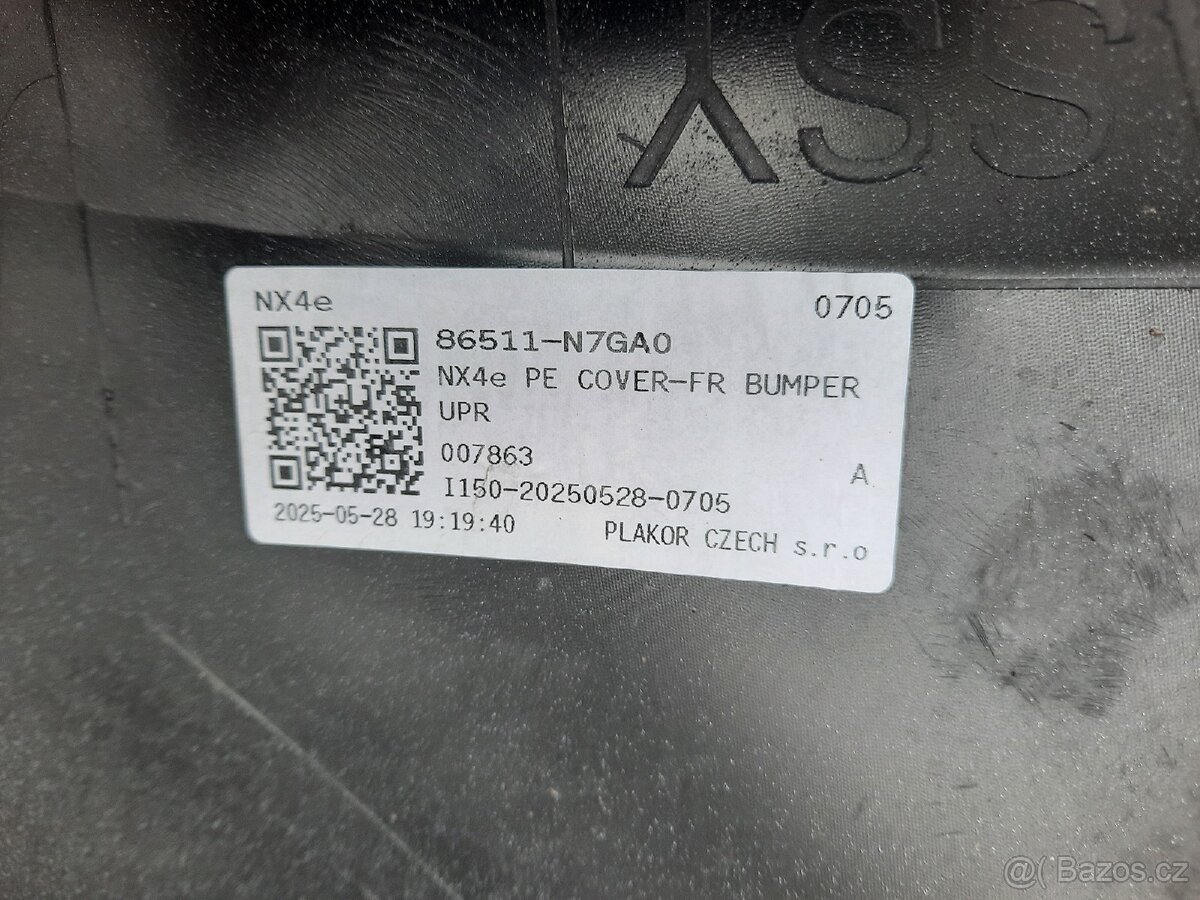 SSY
NX4e 0705
86511-N7GA0
NX4e PE COVER-FR BUMPER
UPR
007863
A
I150-20250528-0705
2025-05-28 19:19:40 PLAKOR CZECH s.r.o
@( Bazos.cz